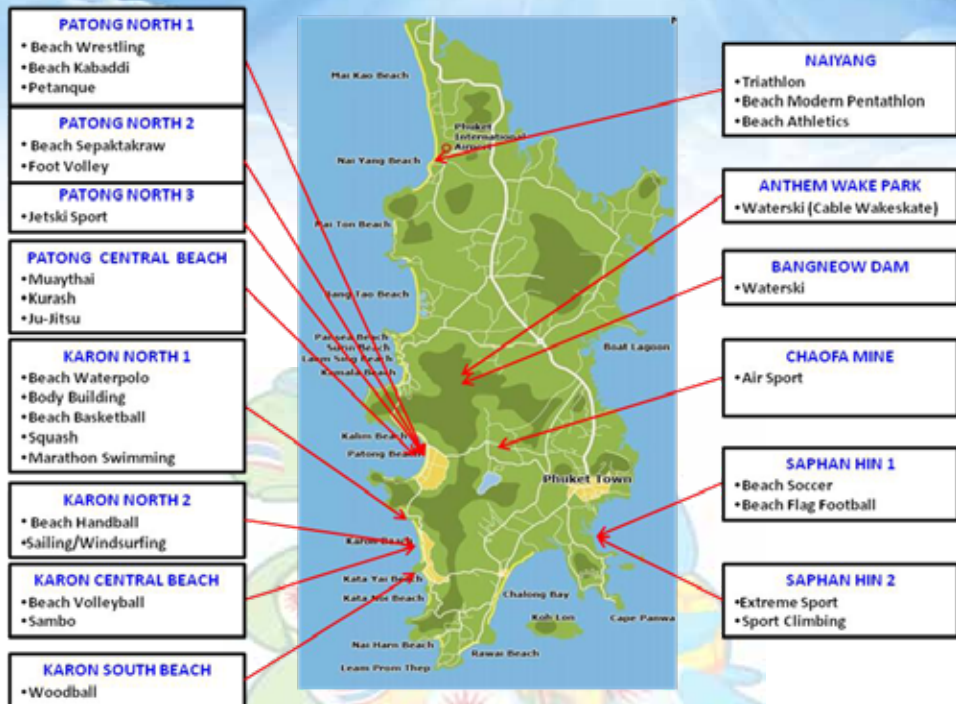 PATONG NORTH 1
• Beach Wrestling
• Beach Kabaddi
• Petanque
PATONG NORTH 2
• Beach Sepaktakraw
•Foot Volley
PATONG NORTH 3
•Jetski Sport
PATONG CENTRAL BEACH
•Muaythai
•Kurash
•Ju-Jitsu
KARON NORTH 1
•Beach Waterpolo
•Body Building
•Beach Basketball
•Squash
•Marathon Swimming
KARON NORTH 2
• Beach Handball
•Sailing/Windsurfing
KARON CENTRAL BEACH
•Beach Volleyball
•Sambo
KARON SOUTH BEACH
•Woodball
Mai Kao Beach
Phuket
International
Airport
Nai Yang Beach
Nai Ton Beach
Bang Tao Beach
Pansea Beach
Surin Beach
Laem Sing Beach
Kamala Beach
Boat Lagoon
Kalim Beach
Patong Beach
Phuket Town
Karon Beach
Kata Yai Beach
Kata Noi Beach
Chalong Bay
Koh Lon
Cape Panwa
Nai Harn Beach
Rawai Beach
Leam Prom Thep
NAIYANG
•Triathlon
•Beach Modern Pentathlon
•Beach Athletics
ANTHEM WAKE PARK
•Waterski (Cable Wakeskate)
BANGNEOW DAM
•Waterski
CHAOFA MINE
•Air Sport
SAPHAN HIN 1
•Beach Soccer
•Beach Flag Football
SAPHAN HIN 2
•Extreme Sport
•Sport Climbing